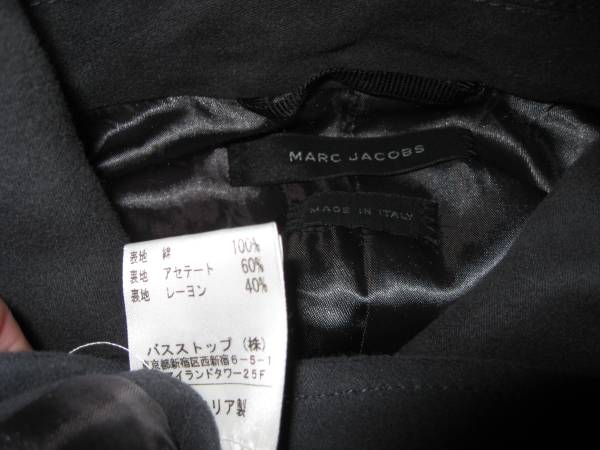 MARC JACOBS
MADE IN ITALY
表地 綿 100%
裏地 アセテート 60%
裏地 レーヨン 40%
バスストップ (株)
京都新宿区西新宿6-5-1
アイランドタワー25F
リア製